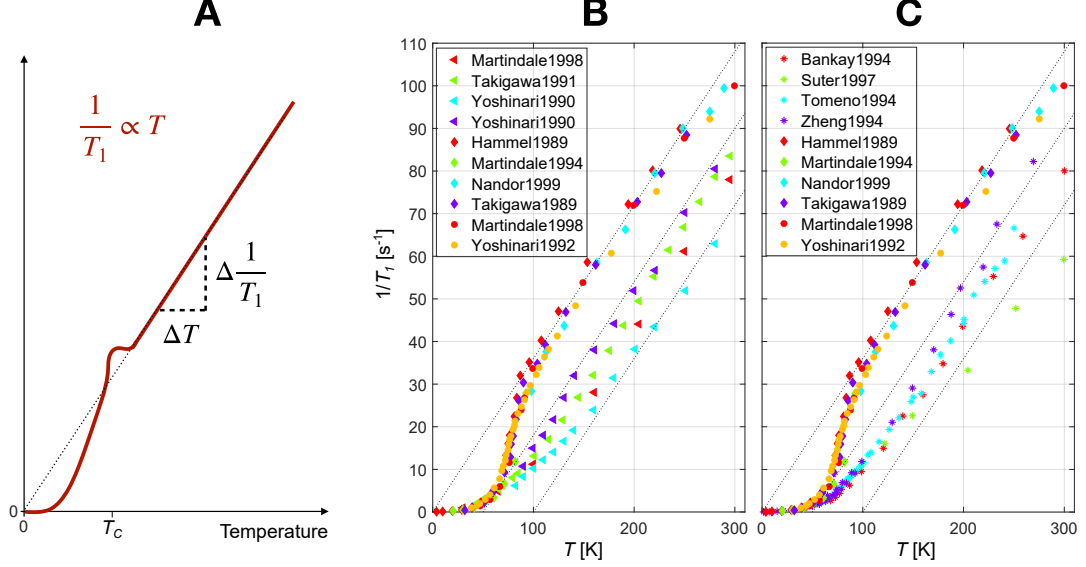 A
1/T₁ ∝ T
Δ 1/T₁
ΔT
0
0
T_C
Temperature
B
1/T₁ [s⁻¹]
110
100
90
80
70
60
50
40
30
20
10
0
Martindale1998
Takigawa1991
Yoshinari1990
Yoshinari1990
Hammel1989
Martindale1994
Nandor1999
Takigawa1989
Martindale1998
Yoshinari1992
0 100 200 300
T [K]
C
Bankay1994
Suter1997
Tomeno1994
Zheng1994
Hammel1989
Martindale1994
Nandor1999
Takigawa1989
Martindale1998
Yoshinari1992
0 100 200 300
T [K]